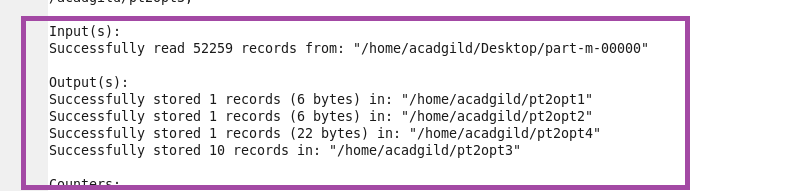 /acadgild/pt2opt3,
Input(s):
Successfully read 52259 records from: "/home/acadgild/Desktop/part-m-00000"
Output(s):
Successfully stored 1 records (6 bytes) in: "/home/acadgild/pt2opt1"
Successfully stored 1 records (6 bytes) in: "/home/acadgild/pt2opt2"
Successfully stored 1 records (22 bytes) in: "/home/acadgild/pt2opt4"
Successfully stored 10 records in: "/home/acadgild/pt2opt3"
Counters: